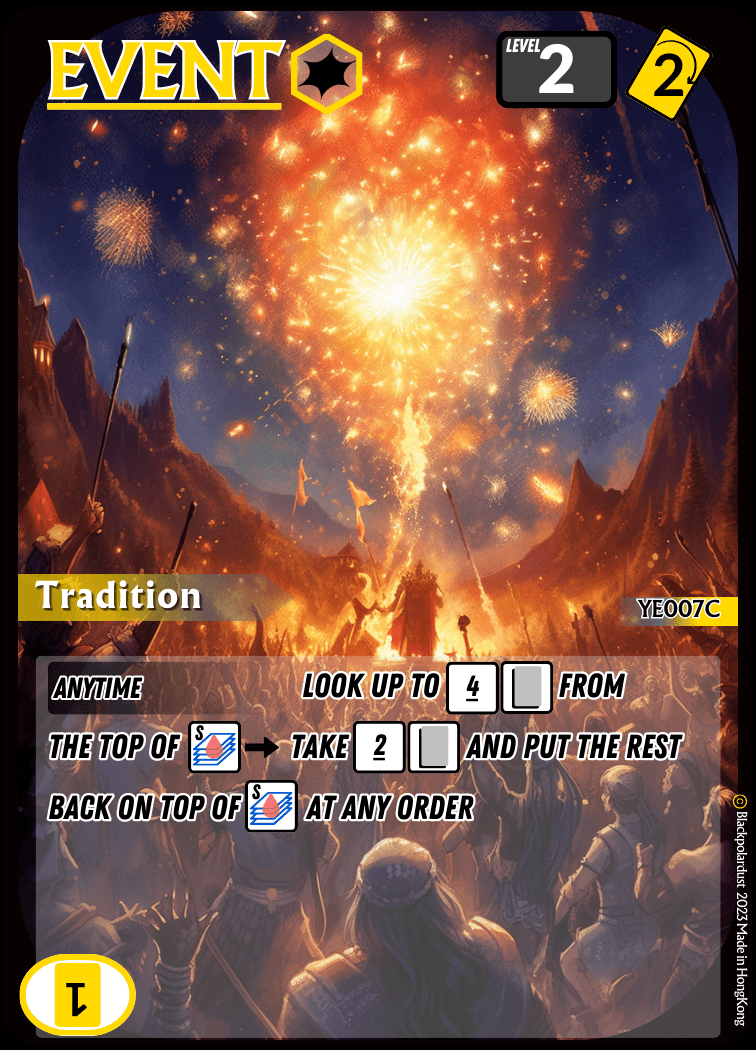 EVENT
LEVEL 2
2
Tradition
YE007C
ANYTIME LOOK UP TO 4 FROM
THE TOP OF S TAKE 2 AND PUT THE REST
BACK ON TOP OF S AT ANY ORDER
© Blackpolardust 2023 Made in HongKong
1